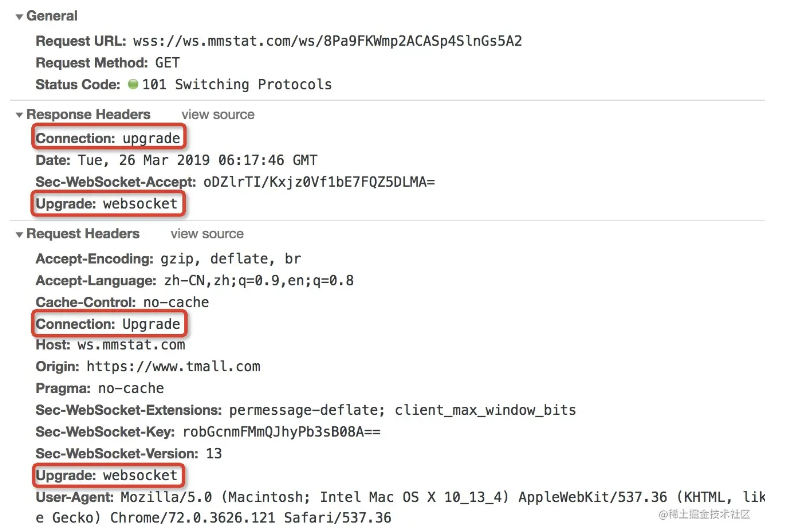 General
Request URL: wss://ws.mmstat.com/ws/8Pa9FKWmp2ACASp4SlnGs5A2
Request Method: GET
Status Code: 101 Switching Protocols
Response Headers view source
Connection: upgrade
Date: Tue, 26 Mar 2019 06:17:46 GMT
Sec-WebSocket-Accept: oDZlrTI/Kxjz0Vf1bE7FQZ5DLMA=
Upgrade: websocket
Request Headers view source
Accept-Encoding: gzip, deflate, br
Accept-Language: zh-CN,zh;q=0.9,en;q=0.8
Cache-Control: no-cache
Connection: Upgrade
Host: ws.mmstat.com
Origin: https://www.tmall.com
Pragma: no-cache
Sec-WebSocket-Extensions: permessage-deflate; client_max_window_bits
Sec-WebSocket-Key: robGcnmFMmQJhyPb3sB08A==
Sec-WebSocket-Version: 13
Upgrade: websocket
User-Agent: Mozilla/5.0 (Macintosh; Intel Mac OS X 10_13_4) AppleWebKit/537.36 (KHTML, lik
e Gecko) Chrome/72.0.3626.121 Safari/537.36
@稀土掘金技术社区